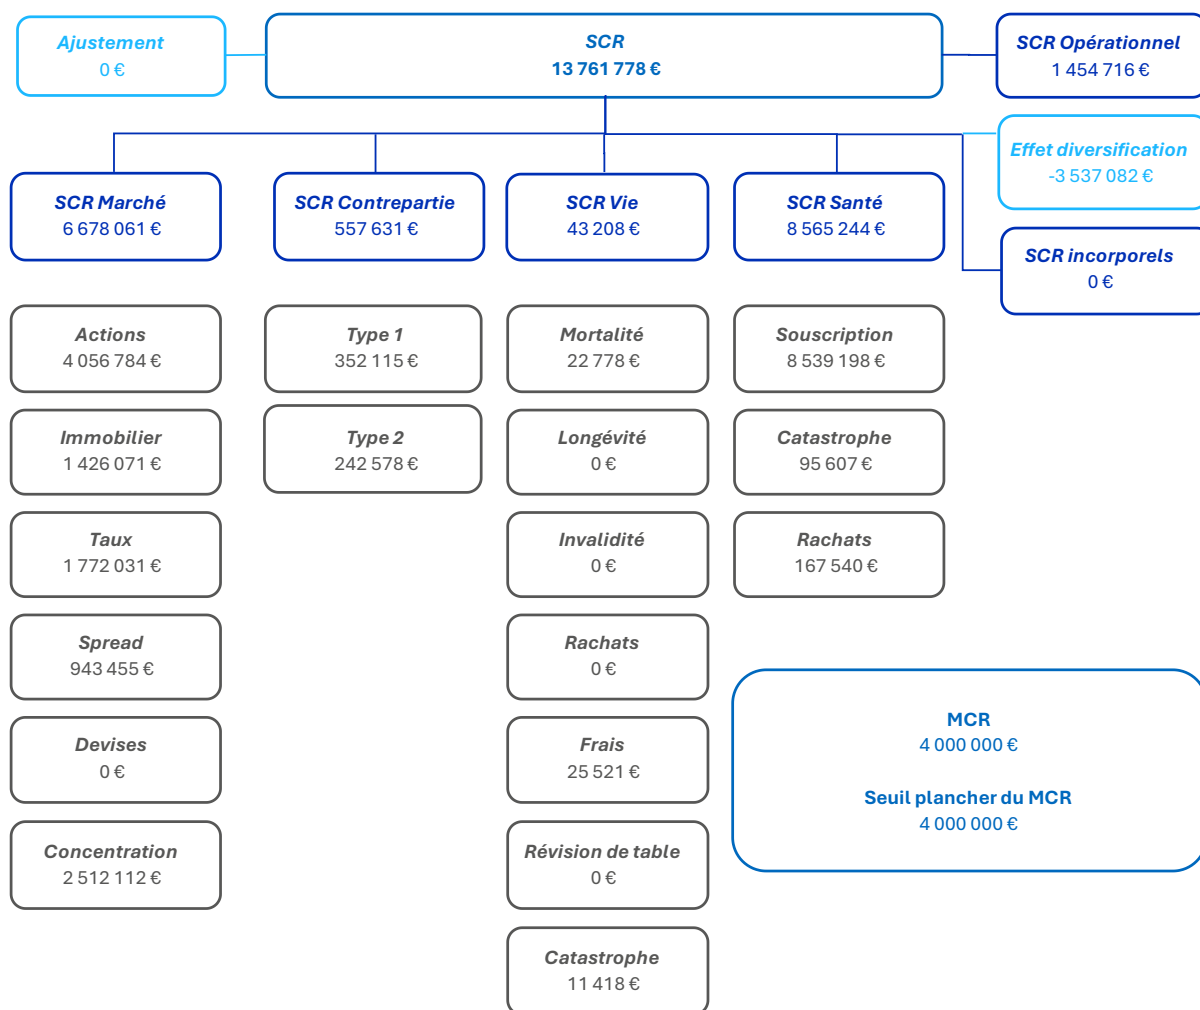 Ajustement
0 €
SCR
13 761 778 €
SCR Opérationnel
1 454 716 €
Effet diversification
-3 537 082 €
SCR Marché
6 678 061 €
SCR Contrepartie
557 631 €
SCR Vie
43 208 €
SCR Santé
8 565 244 €
SCR incorporels
0 €
Actions
4 056 784 €
Type 1
352 115 €
Mortalité
22 778 €
Souscription
8 539 198 €
Immobilier
1 426 071 €
Type 2
242 578 €
Longévité
0 €
Catastrophe
95 607 €
Taux
1 772 031 €
Invalidité
0 €
Rachats
167 540 €
Spread
943 455 €
Rachats
0 €
Devises
0 €
Frais
25 521 €
MCR
4 000 000 €
Seuil plancher du MCR
4 000 000 €
Concentration
2 512 112 €
Révision de table
0 €
Catastrophe
11 418 €